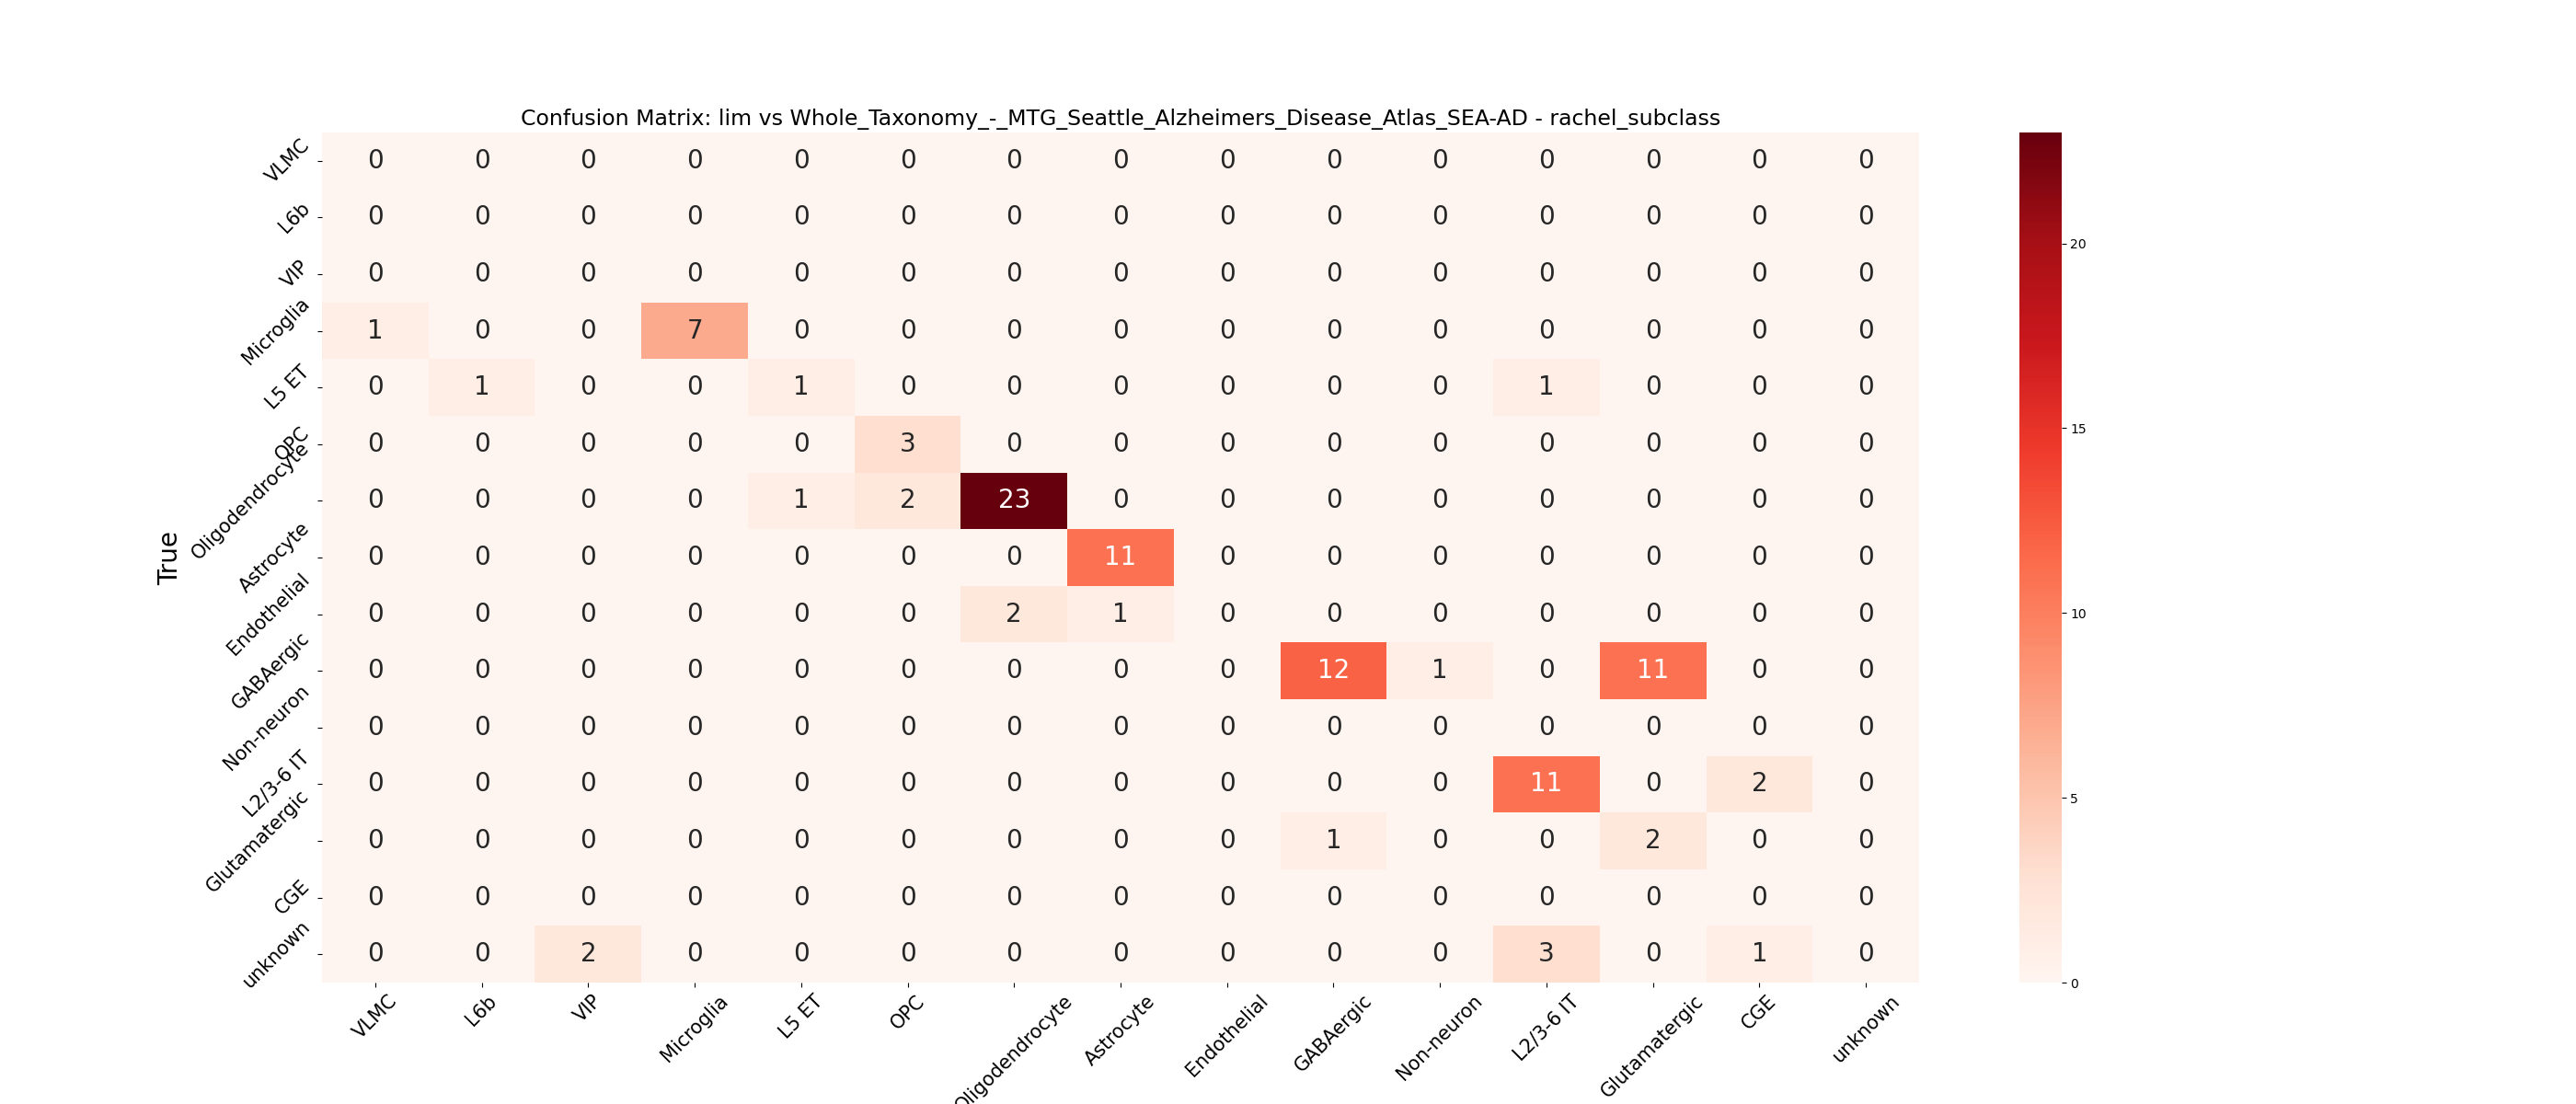 Confusion Matrix: lim vs Whole_Taxonomy_-_MTG_Seattle_Alzheimers_Disease_Atlas_SEA-AD - rachel_subclass
True
VLMC 0 0 0 0 0 0 0 0 0 0 0 0 0 0 0
L6b 0 0 0 0 0 0 0 0 0 0 0 0 0 0 0
VIP 0 0 0 0 0 0 0 0 0 0 0 0 0 0 0
Microglia 1 0 0 7 0 0 0 0 0 0 0 0 0 0 0
L5 ET 0 1 0 0 1 0 0 0 0 0 0 1 0 0 0
OPC 0 0 0 0 0 3 0 0 0 0 0 0 0 0 0
Oligodendrocyte 0 0 0 0 1 2 23 0 0 0 0 0 0 0 0
Astrocyte 0 0 0 0 0 0 0 11 0 0 0 0 0 0 0
Endothelial 0 0 0 0 0 0 2 1 0 0 0 0 0 0 0
GABAergic 0 0 0 0 0 0 0 0 0 12 1 0 11 0 0
Non-neuron 0 0 0 0 0 0 0 0 0 0 0 0 0 0 0
L2/3-6 IT 0 0 0 0 0 0 0 0 0 0 0 11 0 2 0
Glutamatergic 0 0 0 0 0 0 0 0 0 1 0 0 2 0 0
CGE 0 0 0 0 0 0 0 0 0 0 0 0 0 0 0
unknown 0 0 2 0 0 0 0 0 0 0 0 3 0 1 0
VLMC L6b VIP Microglia L5 ET OPC Oligodendrocyte Astrocyte Endothelial GABAergic Non-neuron L2/3-6 IT Glutamatergic CGE unknown
20
15
10
5
0